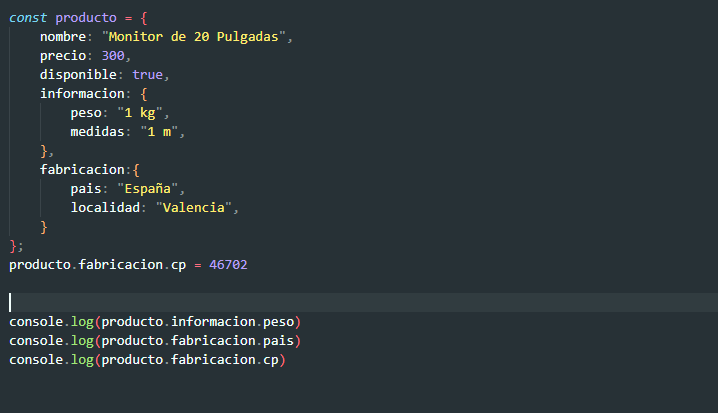 const producto = {
    nombre: "Monitor de 20 Pulgadas",
    precio: 300,
    disponible: true,
    informacion: {
        peso: "1 kg",
        medidas: "1 m",
    },
    fabricacion:{
        pais: "España",
        localidad: "Valencia",
    }
};
producto.fabricacion.cp = 46702
console.log(producto.informacion.peso)
console.log(producto.fabricacion.pais)
console.log(producto.fabricacion.cp)